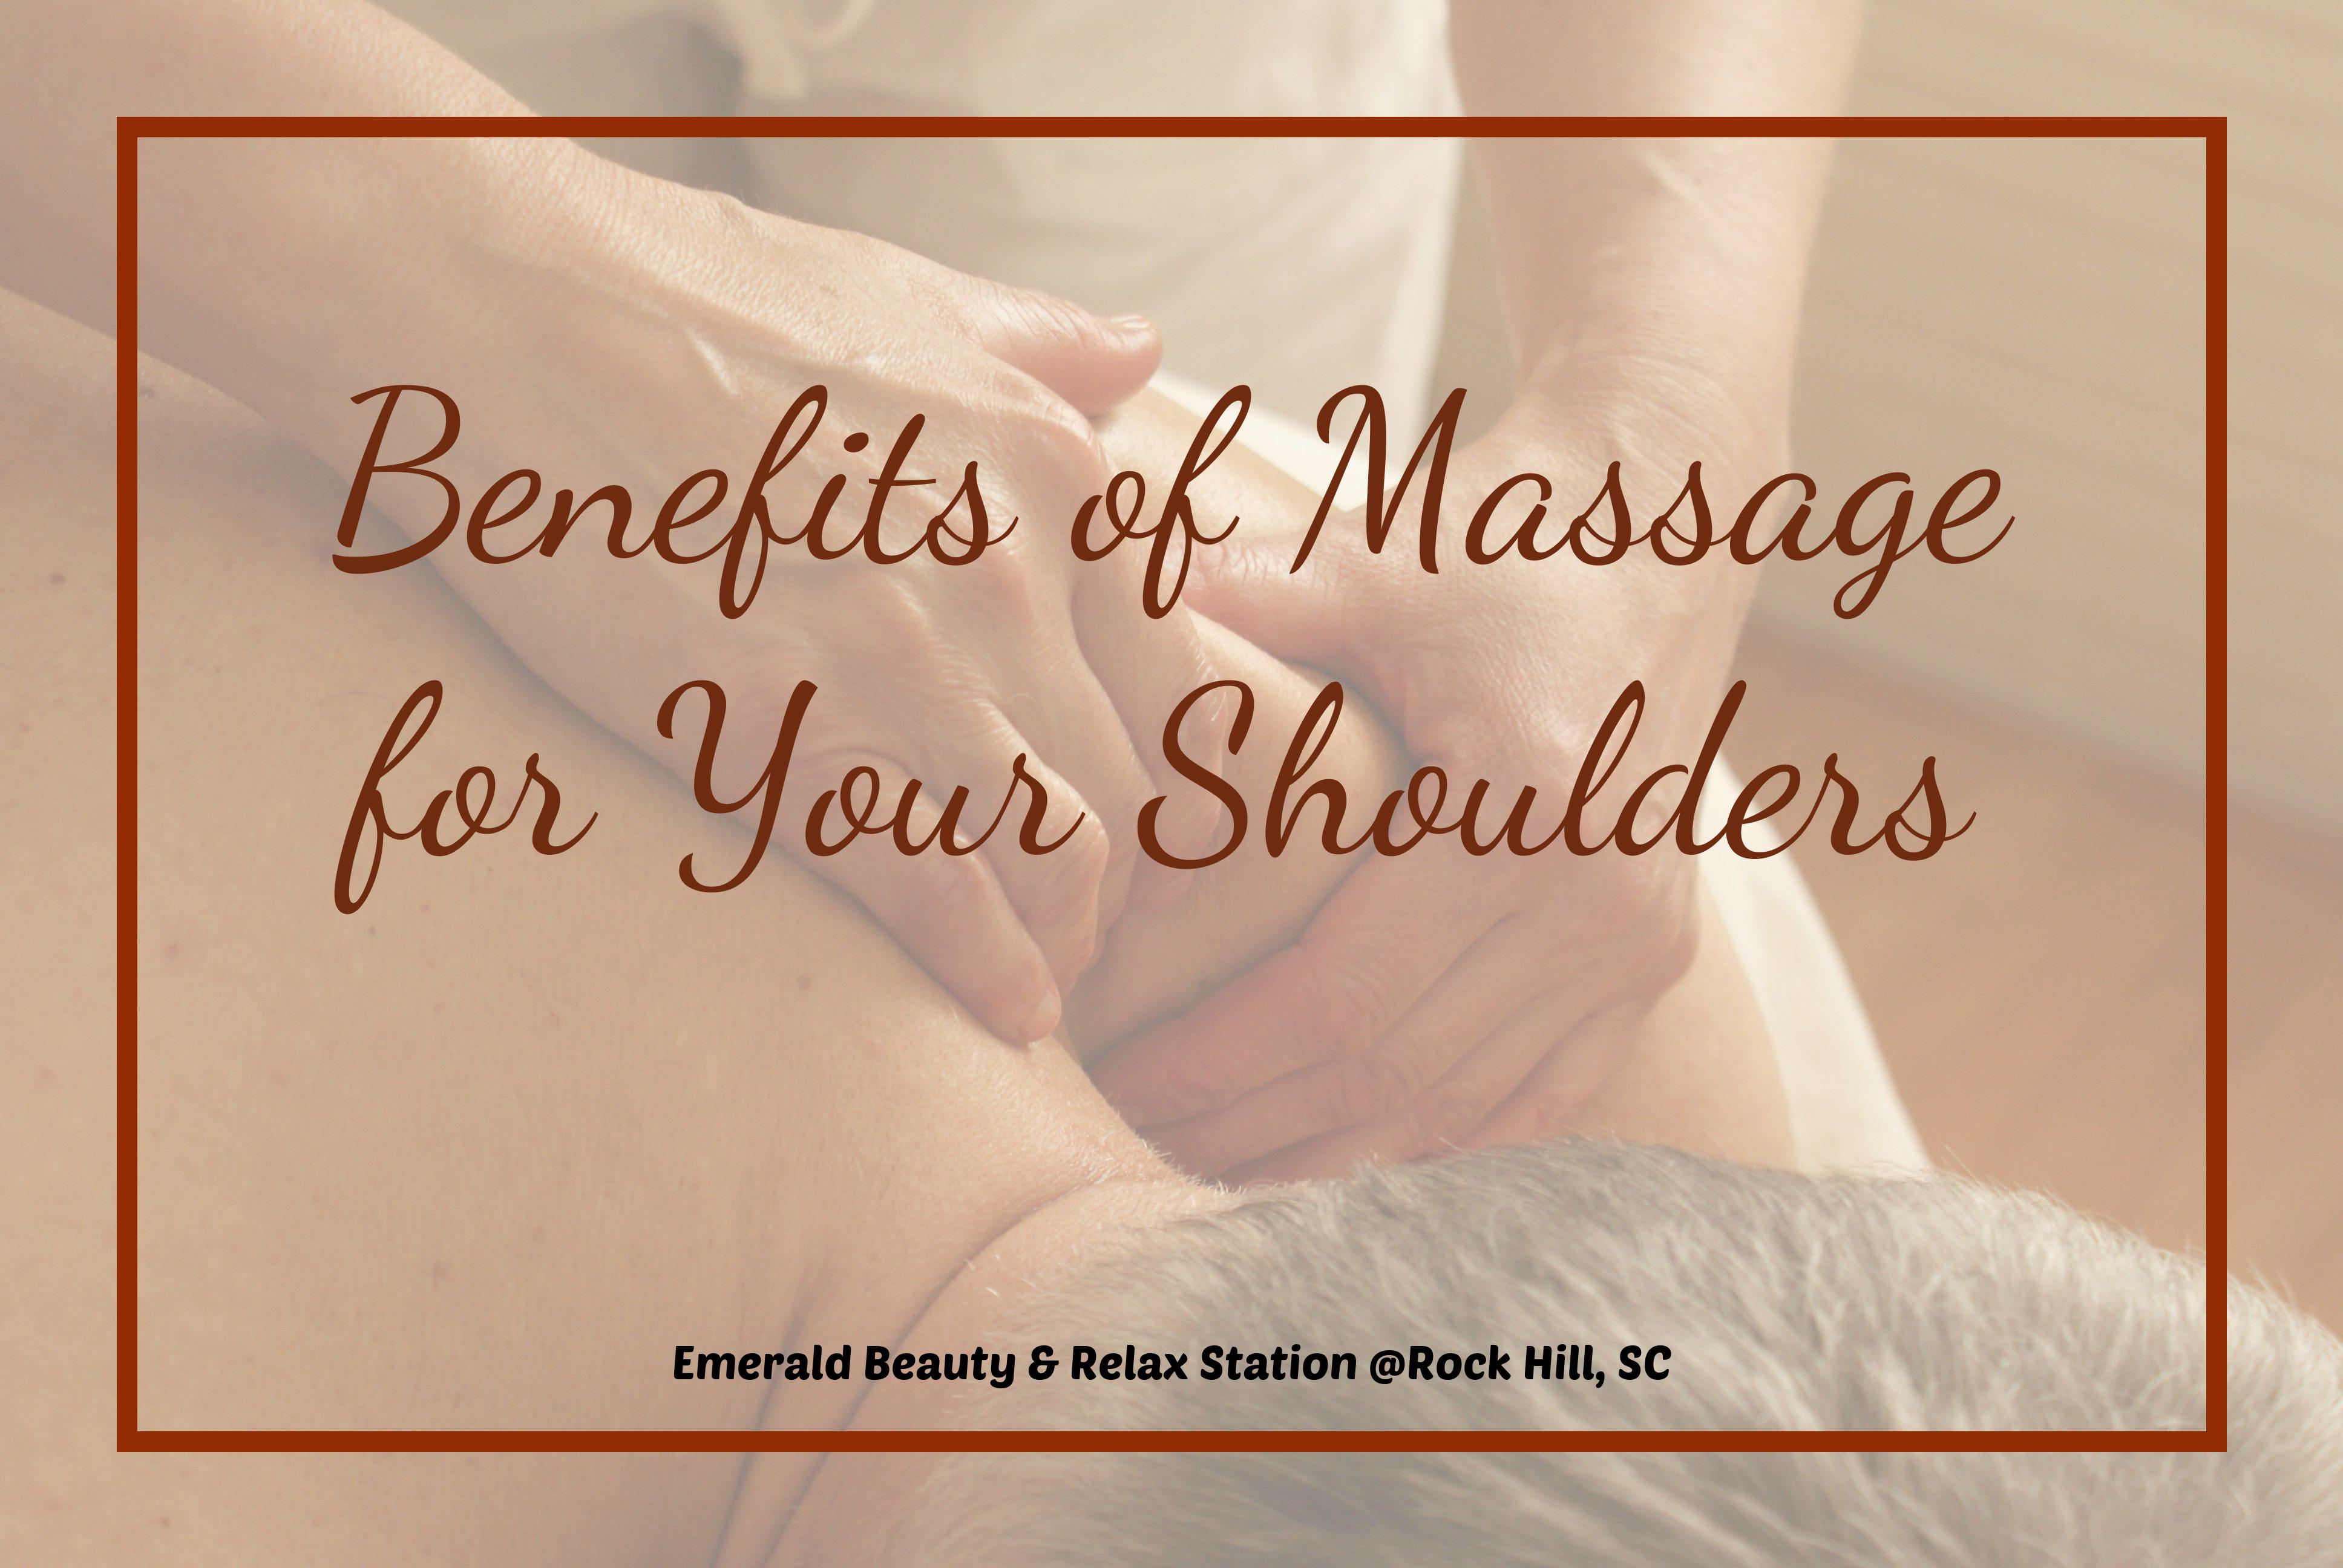 Benefits of Massage
for Your Shoulders
Emerald Beauty & Relax Station @Rock Hill, SC